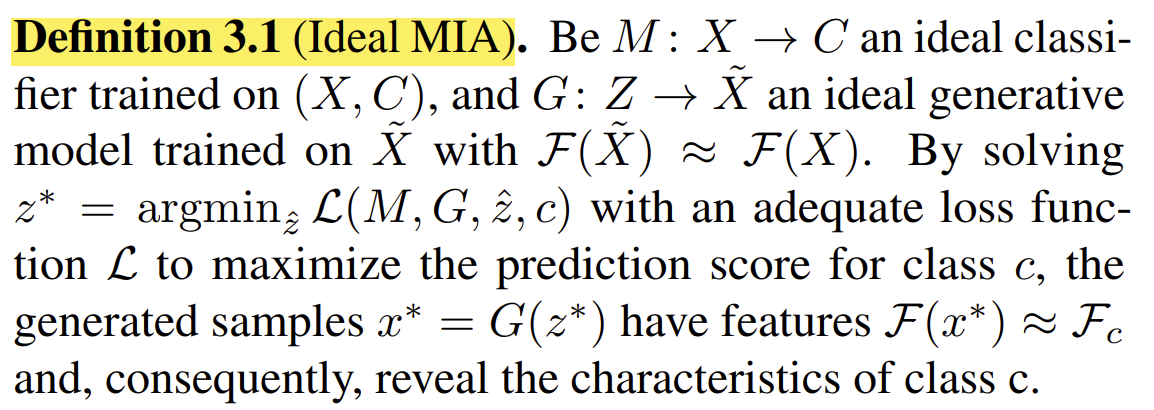 Definition 3.1 (Ideal MIA). Be M : X → C an ideal classi-
fier trained on (X, C), and G : Z → X̃ an ideal generative
model trained on X̃ with ℱ(X̃) ≈ ℱ(X). By solving
z* = argmin_ẑ ℒ(M, G, ẑ, c) with an adequate loss func-
tion ℒ to maximize the prediction score for class c, the
generated samples x* = G(z*) have features ℱ(x*) ≈ ℱ_c
and, consequently, reveal the characteristics of class c.